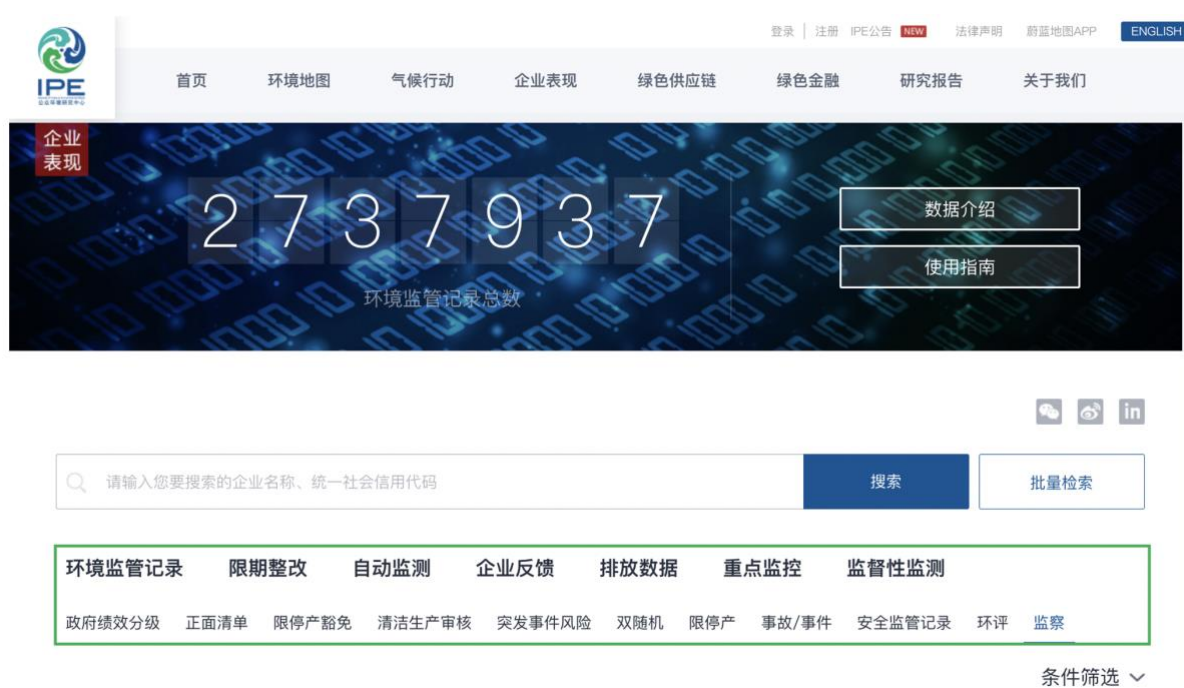 登录 | 注册 IPE公告 NEW 法律声明 蔚蓝地图APP ENGLISH
IPE
公众环境研究中心
首页 环境地图 气候行动 企业表现 绿色供应链 绿色金融 研究报告 关于我们
企业
表现
2737937
环境监管记录总数
数据介绍
使用指南
in
请输入您要搜索的企业名称、统一社会信用代码 搜索 批量检索
环境监管记录 限期整改 自动监测 企业反馈 排放数据 重点监控 监督性监测
政府绩效分级 正面清单 限停产豁免 清洁生产审核 突发事件风险 双随机 限停产 事故/事件 安全监管记录 环评 监察
条件筛选